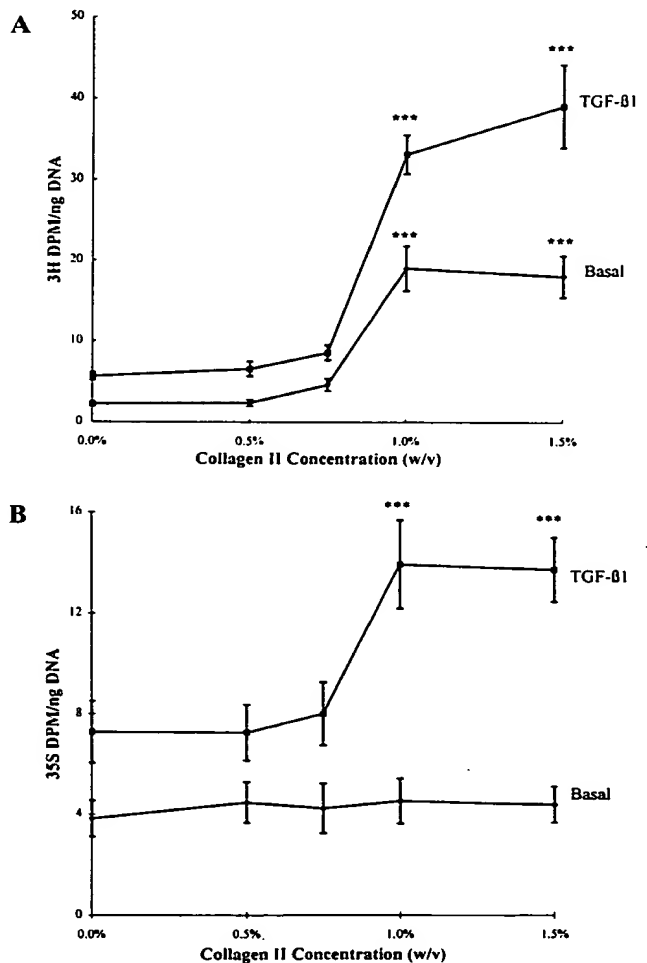 A
50
40
30
20
10
0
3H DPM/ng DNA
***
***
***
***
TGF-ß1
Basal
0.0% 0.5% 1.0% 1.5%
Collagen II Concentration (w/v)
B
16
12
8
4
0
35S DPM/ng DNA
***
***
TGF-ß1
Basal
0.0% 0.5% 1.0% 1.5%
Collagen II Concentration (w/v)